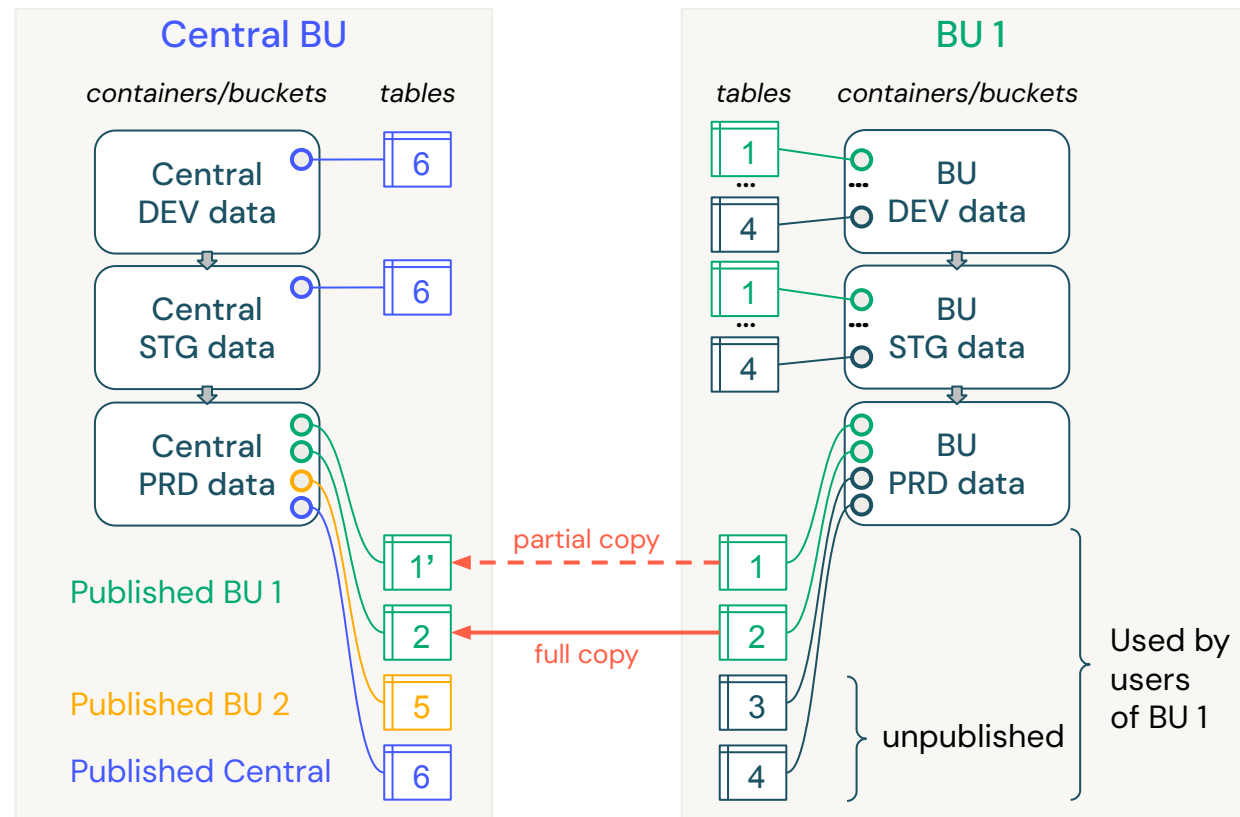 Central BU
containers/buckets
tables
Central
DEV data
6
Central
STG data
6
Central
PRD data
Published BU 1
1’
2
Published BU 2
5
Published Central
6
partial copy
full copy
BU 1
tables
containers/buckets
1
...
4
BU
DEV data
...
1
...
4
BU
STG data
...
BU
PRD data
1
2
3
4
unpublished
Used by
users
of BU 1